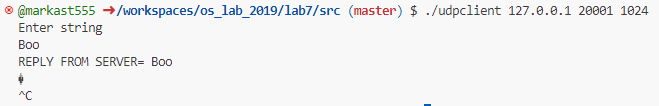 @markast555 ➜/workspaces/os_lab_2019/lab7/src (master) $ ./udpclient 127.0.0.1 20001 1024
Enter string
Boo
REPLY FROM SERVER= Boo
^C